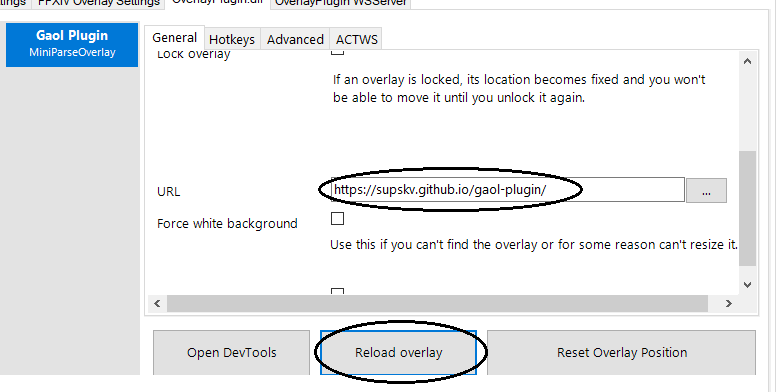 tings FFXIV Overlay Settings OverlayPlugin.dll OverlayPlugin WSServer
Gaol Plugin
MiniParseOverlay
General Hotkeys Advanced ACTWS
Lock overlay
If an overlay is locked, its location becomes fixed and you won't
be able to move it until you unlock it again.
URL https://supskv.github.io/gaol-plugin/ ...
Force white background
Use this if you can't find the overlay or for some reason can't resize it.
Open DevTools Reload overlay Reset Overlay Position